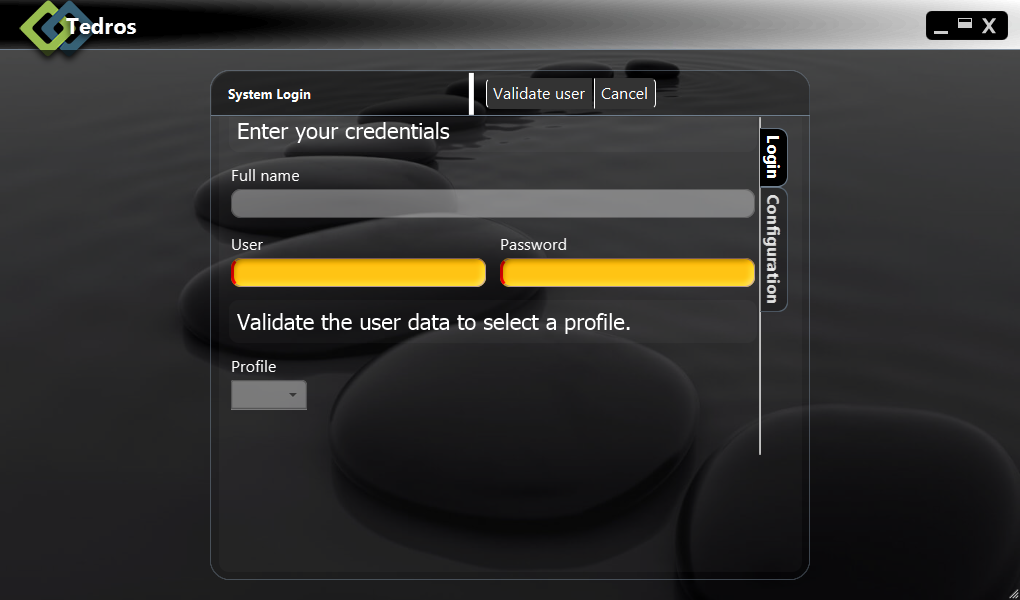 Tedros
System Login
Validate user
Cancel
Enter your credentials
Login
Full name
Configuration
User
Password
Validate the user data to select a profile.
Profile